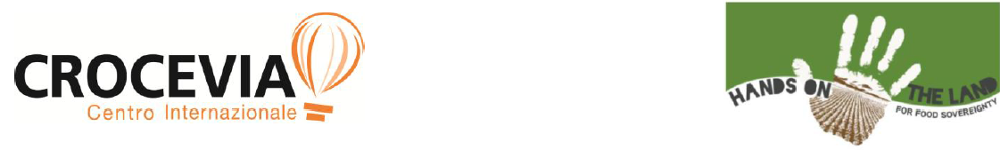 CROCEVIA
Centro Internazionale
HANDS ON THE LAND
FOR FOOD SOVEREIGNTY